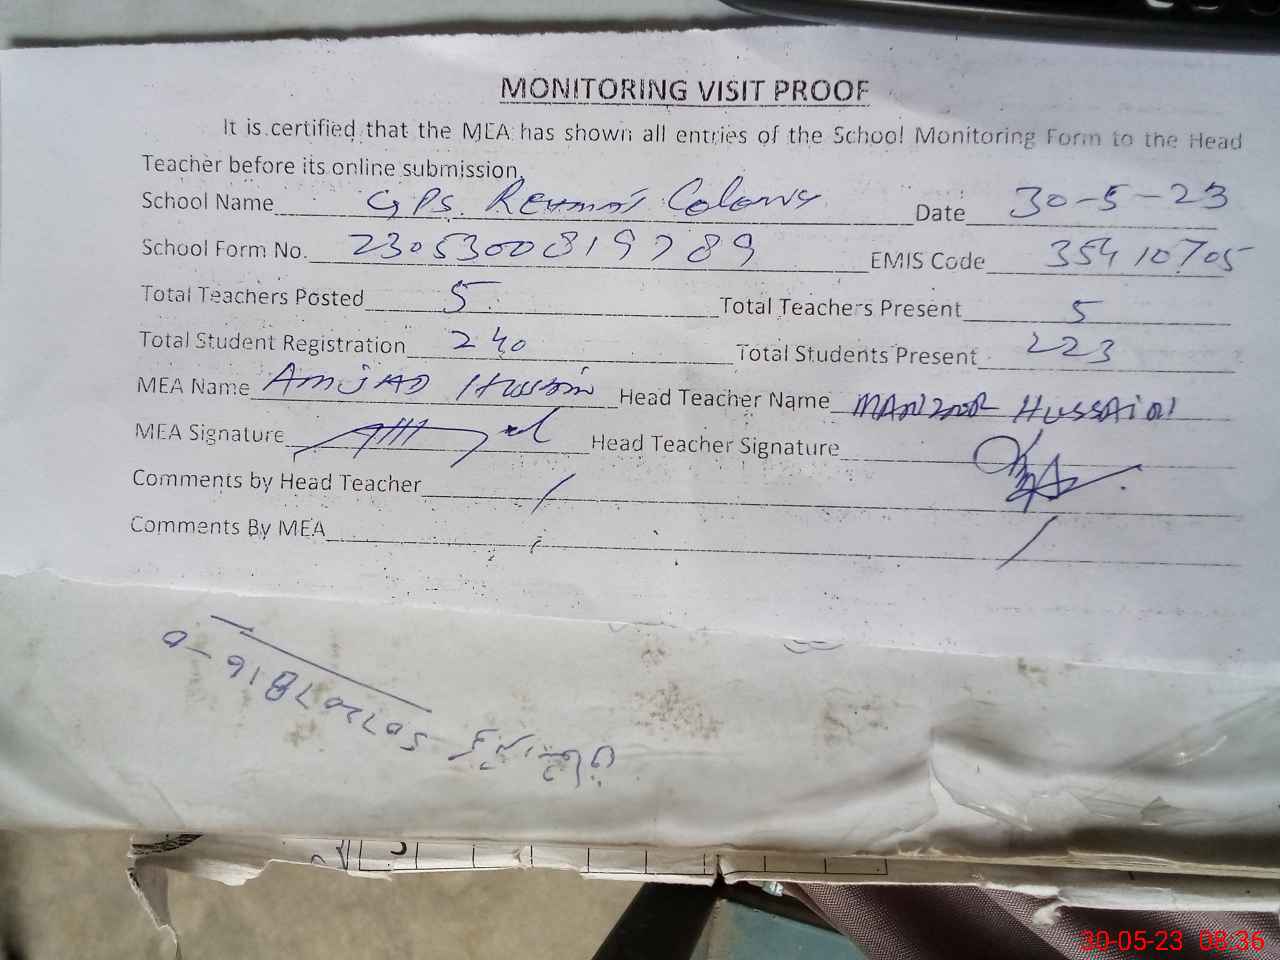 MONITORING VISIT PROOF
It is certified that the MEA has shown all entries of the School Monitoring Form to the Head
Teacher before its online submission.
School Name GPS. Rehmat Colony Date 30-5-23
School Form No. 2305300819789 EMIS Code 35410705
Total Teachers Posted 5 Total Teachers Present 5
Total Student Registration 240 Total Students Present 223
MEA Name AMJAD Hussain Head Teacher Name MANZOOR HUSSAIN
MEA Signature Head Teacher Signature
Comments by Head Teacher
Comments By MEA
30-05-23 08:36